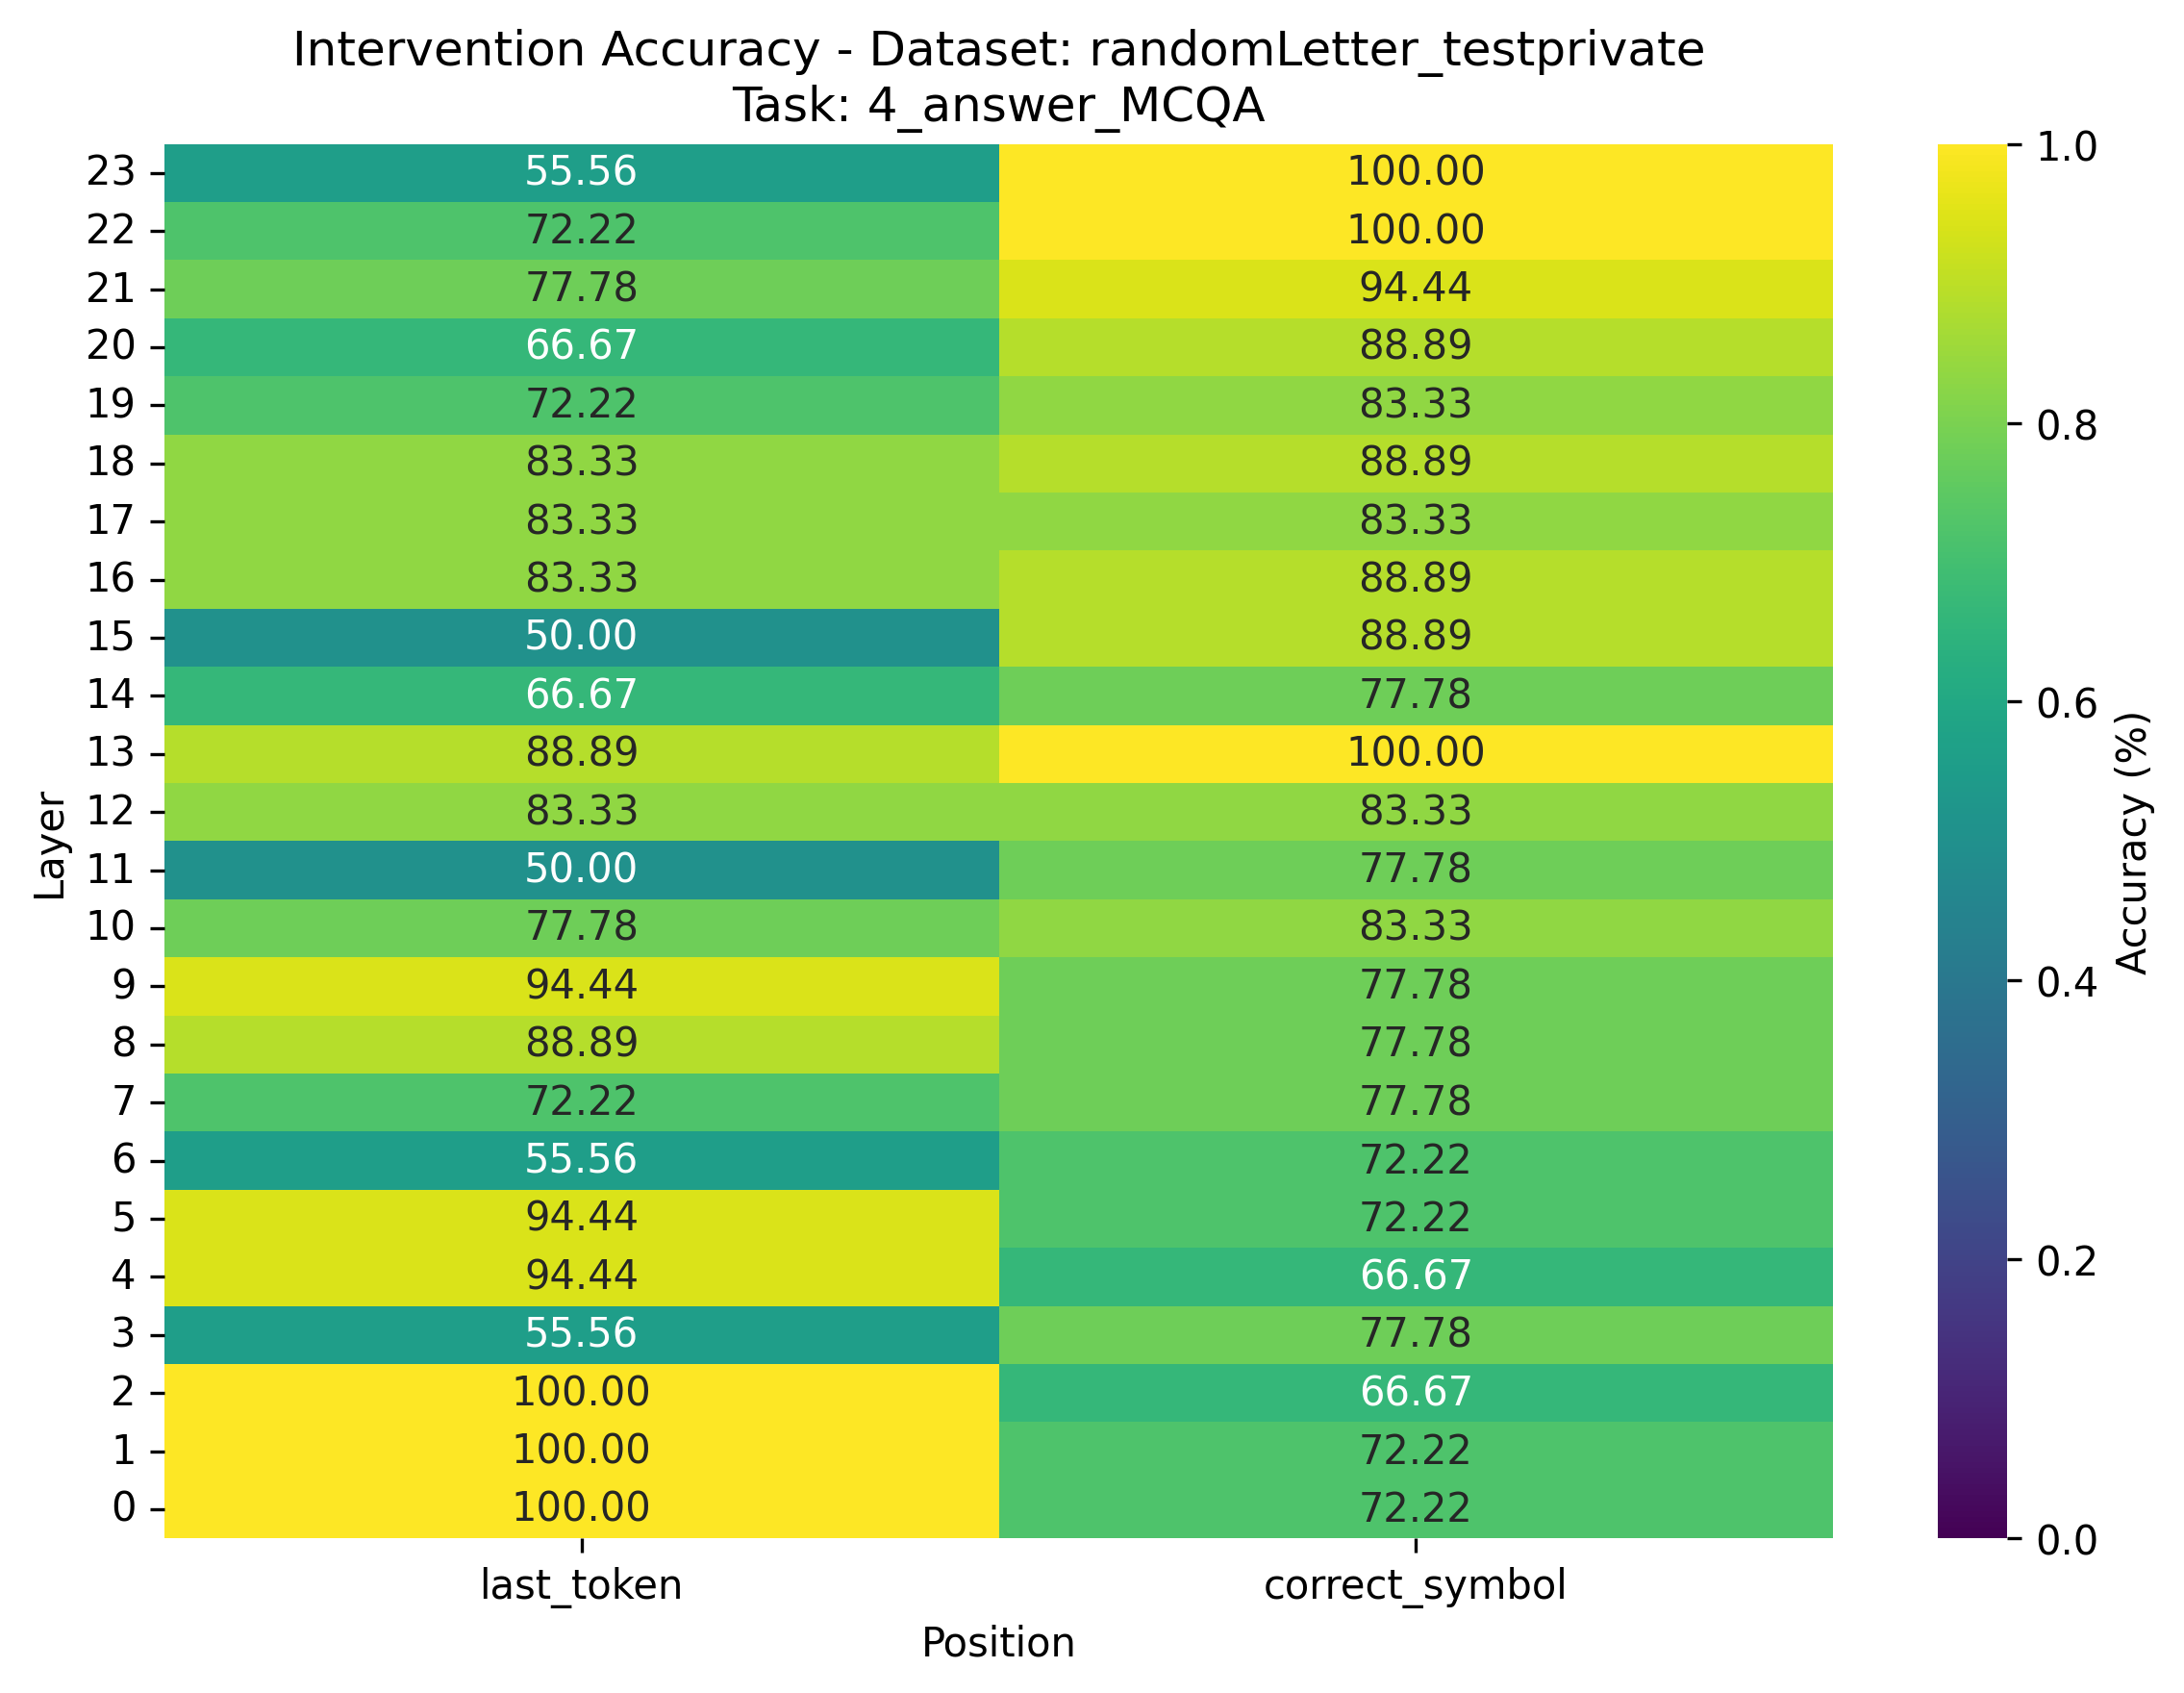 Intervention Accuracy - Dataset: randomLetter_testprivate
Task: 4_answer_MCQA
23 55.56 100.00
22 72.22 100.00
21 77.78 94.44
20 66.67 88.89
19 72.22 83.33
18 83.33 88.89
17 83.33 83.33
16 83.33 88.89
15 50.00 88.89
14 66.67 77.78
13 88.89 100.00
12 83.33 83.33
11 50.00 77.78
10 77.78 83.33
9 94.44 77.78
8 88.89 77.78
7 72.22 77.78
6 55.56 72.22
5 94.44 72.22
4 94.44 66.67
3 55.56 77.78
2 100.00 66.67
1 100.00 72.22
0 100.00 72.22
last_token correct_symbol
Position
Layer
1.0
0.8
0.6
0.4
0.2
0.0
Accuracy (%)